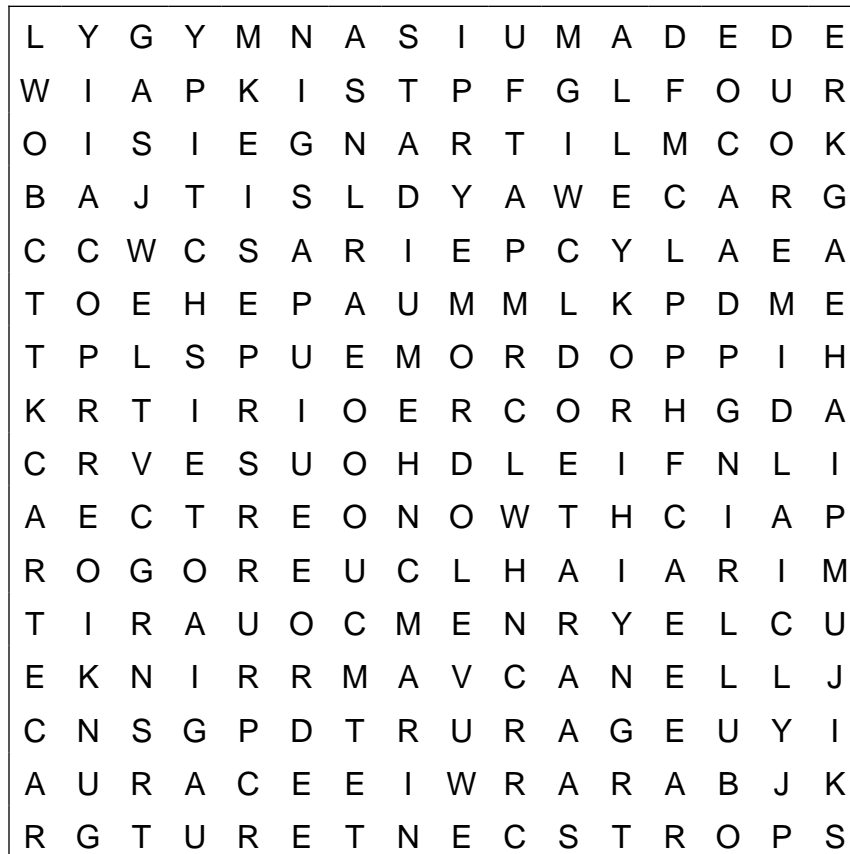 L Y G Y M N A S I U M A D E D E
W I A P K I S T P F G L F O U R
O I S I E G N A R T I L M C O K
B A J T I S L D Y A W E C A R G
C C W C S A R I E P C Y L A E A
T O E H E P A U M M L K P D M E
T P L S P U E M O R D O P P I H
K R T I R I O E R C O R H G D A
C R V E S U O H D L E I F N L I
A E C T R E O N O W T H C I A P
R O G O R E U C L H A I A R I M
T I R A U O C M E N R Y E L C U
E K N I R R M A V C A N E L L J
C N S G P D T R U R A G E U Y I
A U R A C E E I W R A R A B J K
R G T U R E T N E C S T R O P S